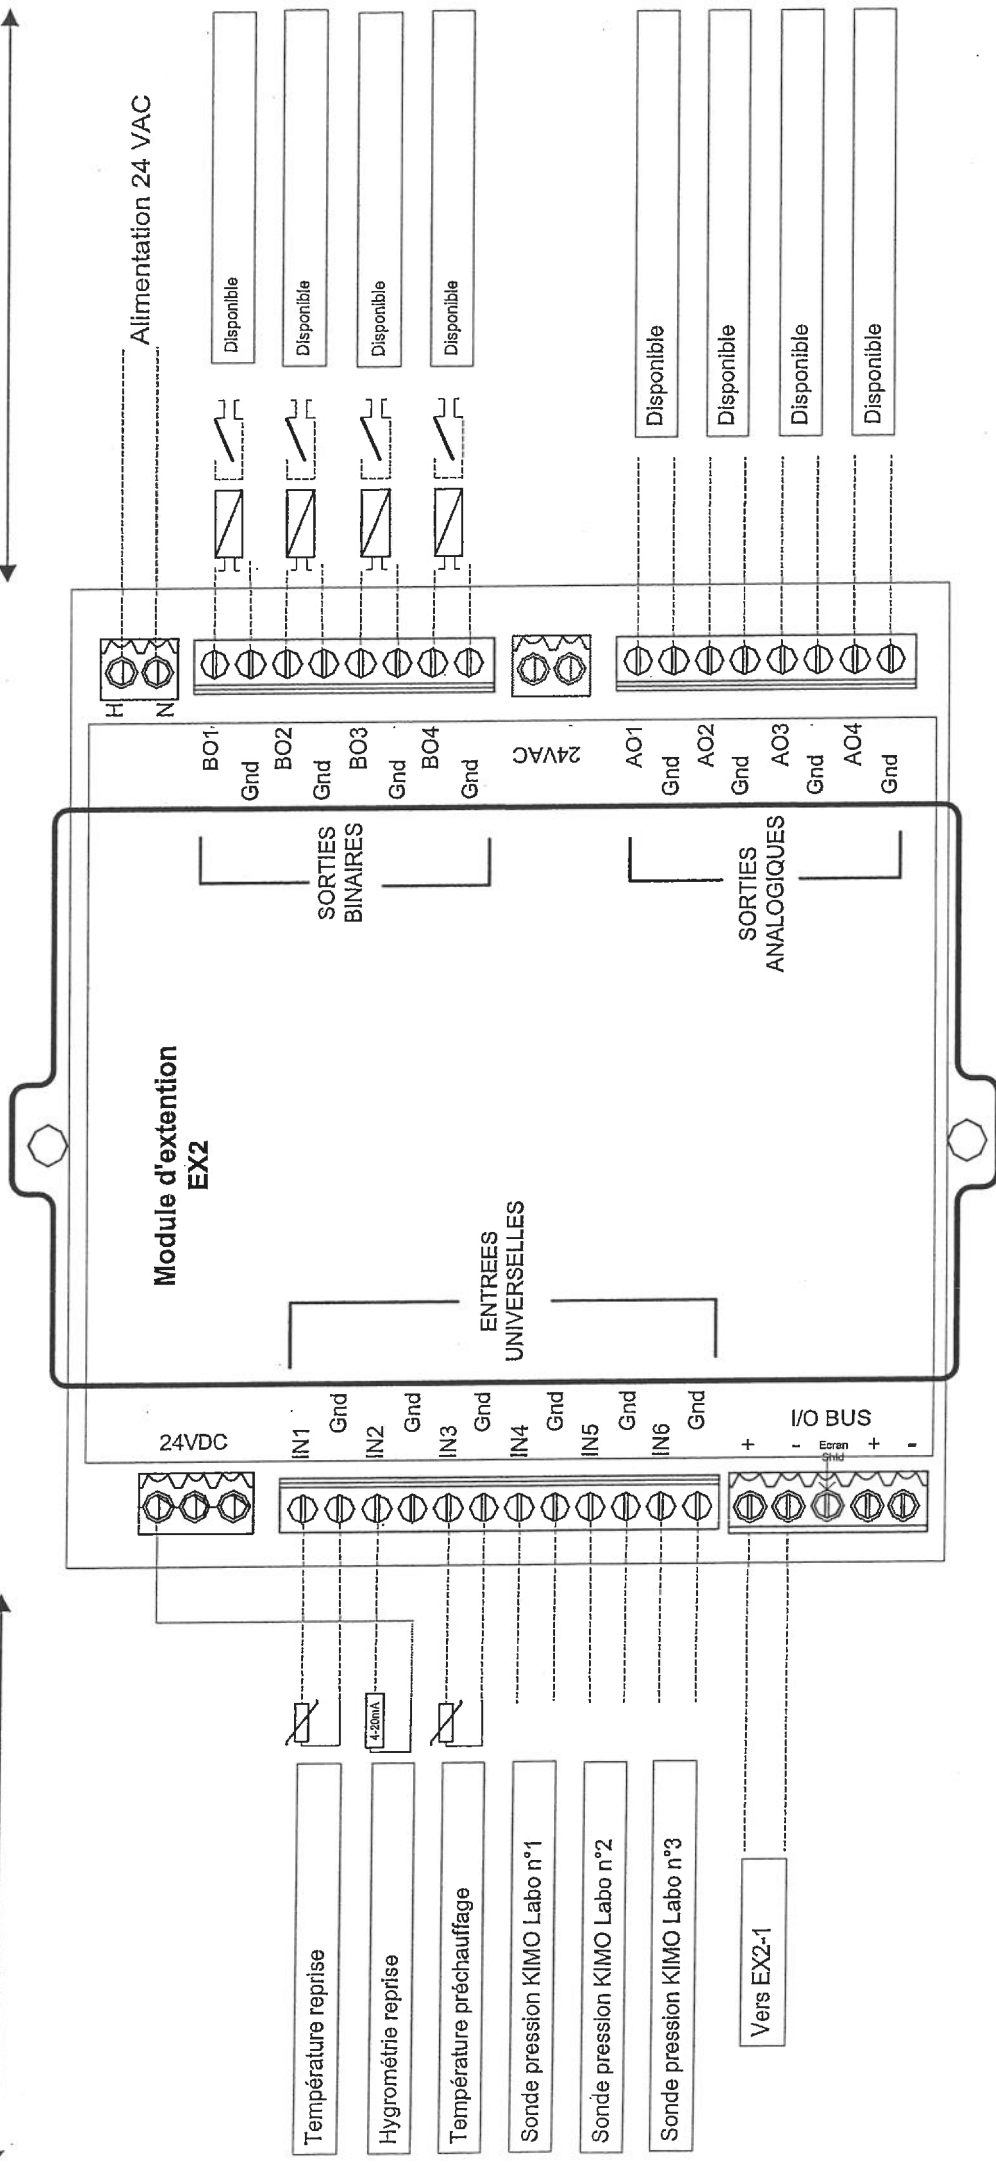 Alimentation 24 VAC
Disponible
Disponible
Disponible
Disponible
Disponible
Disponible
Disponible
Disponible
H
N
BO1
Gnd
BO2
Gnd
BO3
Gnd
BO4
Gnd
24VAC
AO1
Gnd
AO2
Gnd
AO3
Gnd
AO4
Gnd
SORTIES
BINAIRES
SORTIES
ANALOGIQUES
Module d'extention
EX2
ENTREES
UNIVERSELLES
24VDC
IN1
Gnd
IN2
Gnd
IN3
Gnd
IN4
Gnd
IN5
Gnd
IN6
Gnd
I/O BUS
+
-
Ecran
Shld
+
-
4-20mA
Température reprise
Hygrométrie reprise
Température préchauffage
Sonde pression KIMO Labo n°1
Sonde pression KIMO Labo n°2
Sonde pression KIMO Labo n°3
Vers EX2-1